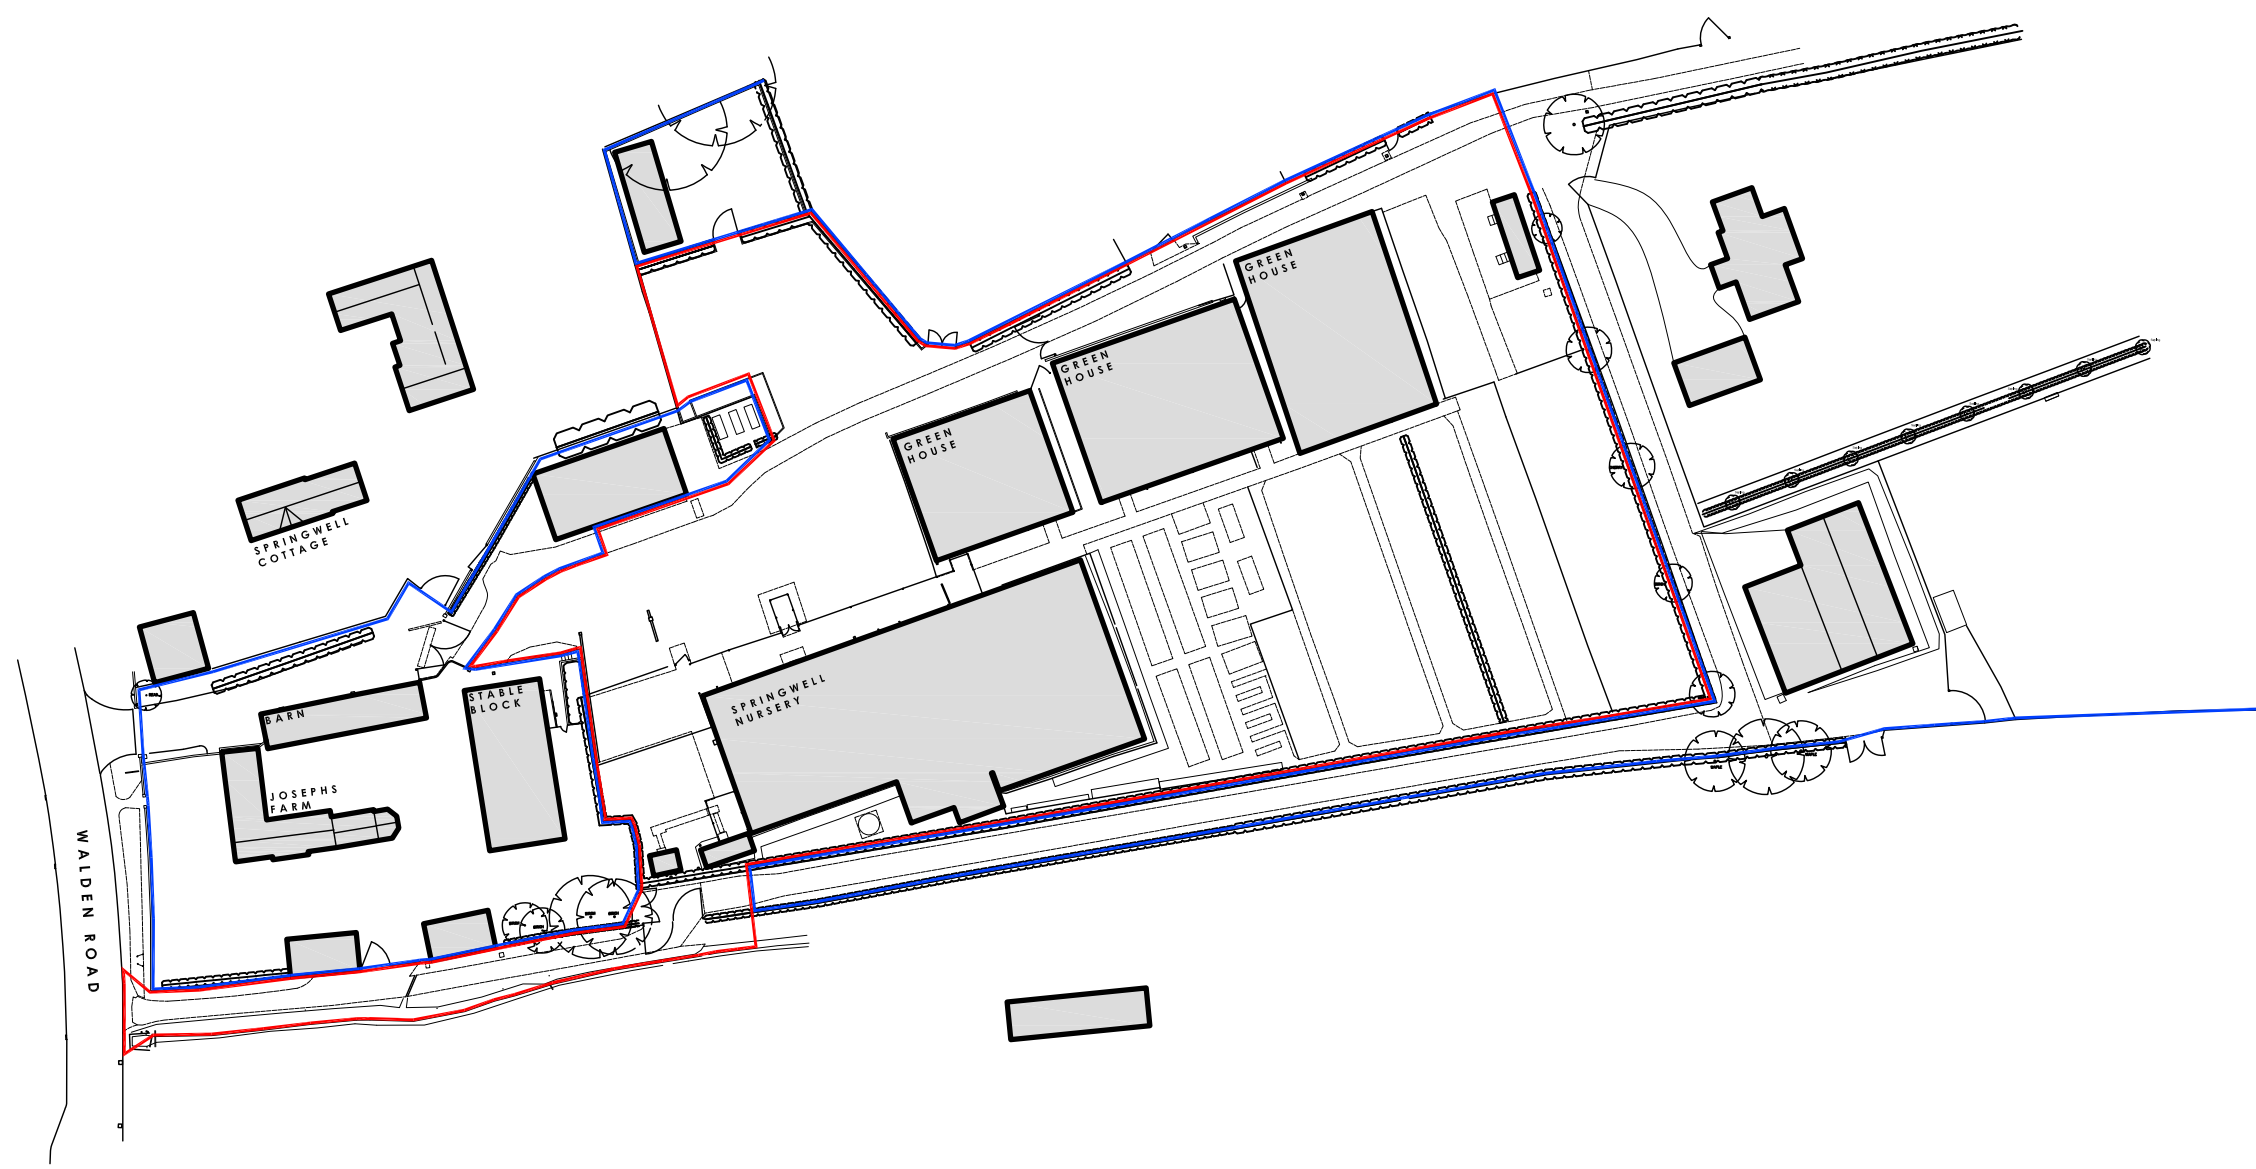 GREEN
HOUSE
GREEN
HOUSE
GREEN
HOUSE
SPRINGWELL
COTTAGE
SPRINGWELL
NURSERY
STABLE
BLOCK
BARN
JOSEPHS
FARM
WALDEN ROAD